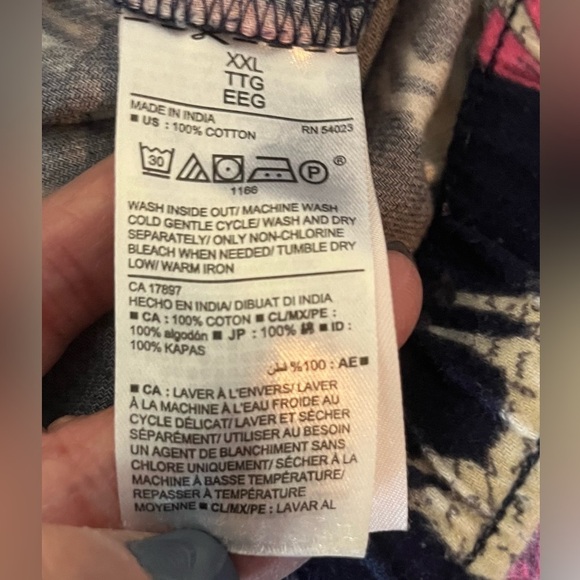 XXL
TTG
EEG
MADE IN INDIA
■ US : 100% COTTON RN 54023
30 P ®
1166
WASH INSIDE OUT/ MACHINE WASH
COLD GENTLE CYCLE/ WASH AND DRY
SEPARATELY/ ONLY NON-CHLORINE
BLEACH WHEN NEEDED/ TUMBLE DRY
LOW/ WARM IRON
CA 17897
HECHO EN INDIA/ DIBUAT DI INDIA
■ CA : 100% COTON ■ CL/MX/PE :
100% algodón ■ JP : 100% 綿 ■ ID :
100% KAPAS
■AE : 100% قطن
■ CA : LAVER À L'ENVERS/ LAVER
À LA MACHINE À L'EAU FROIDE AU
CYCLE DÉLICAT/ LAVER ET SÉCHER
SÉPARÉMENT/ UTILISER AU BESOIN
UN AGENT DE BLANCHIMENT SANS
CHLORE UNIQUEMENT/ SÉCHER À LA
MACHINE À BASSE TEMPÉRATURE/
REPASSER À TEMPÉRATURE
MOYENNE ■ CL/MX/PE : LAVAR AL